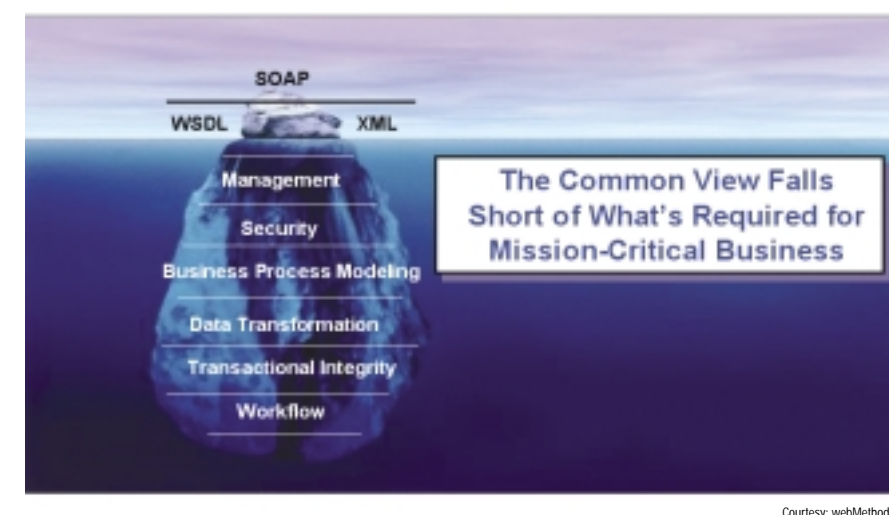 SOAP
WSDL XML
Management
Security
Business Process Modeling
Data Transformation
Transactional Integrity
Workflow
The Common View Falls
Short of What's Required for
Mission-Critical Business
Courtesy: webMethod